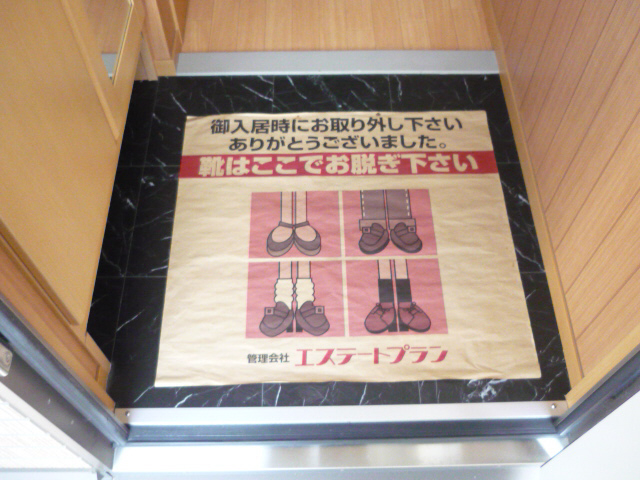 御入居時にお取り外し下さい
ありがとうございました。
靴はここでお脱ぎ下さい
管理会社 エステートプラン